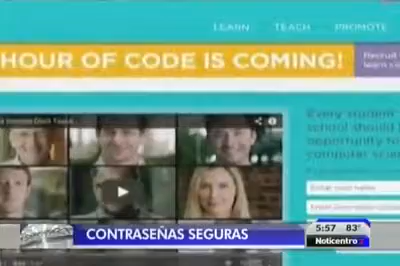 LEARN TEACH PROMOTE
HOUR OF CODE IS COMING!
Every student
school should
opportunity to
computer scien
CONTRASEÑAS SEGURAS
5:57 83°
Noticentro